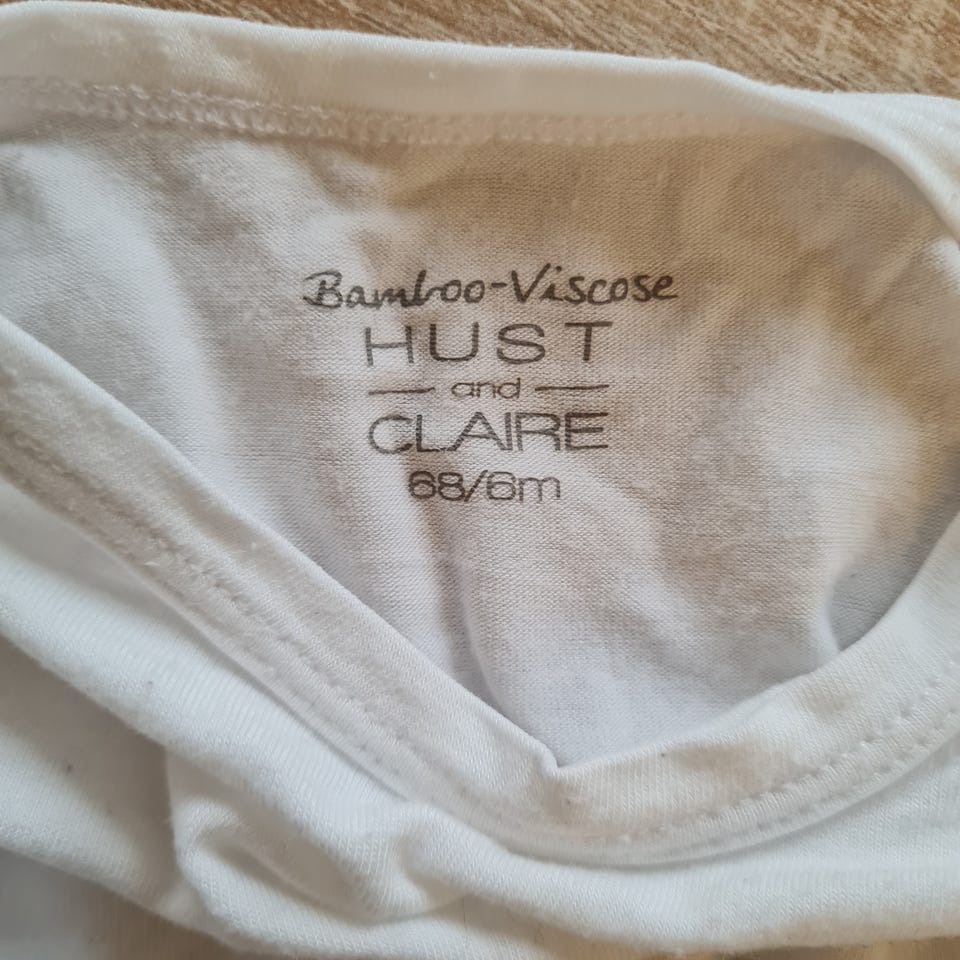 Bamboo-Viscose
HUST
and
CLAIRE
68/6m